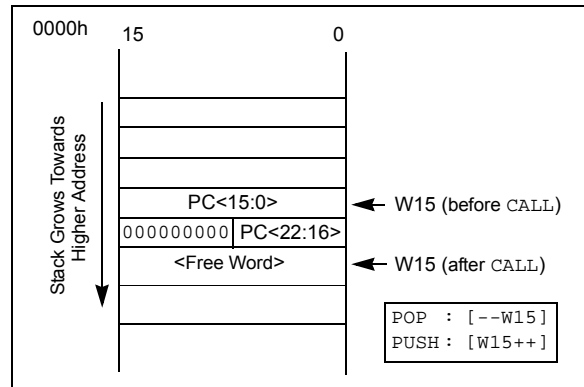 0000h
15 0
Stack Grows Towards
Higher Address
PC<15:0>
W15 (before CALL)
000000000 PC<22:16>
<Free Word>
W15 (after CALL)
POP : [--W15]
PUSH : [W15++]